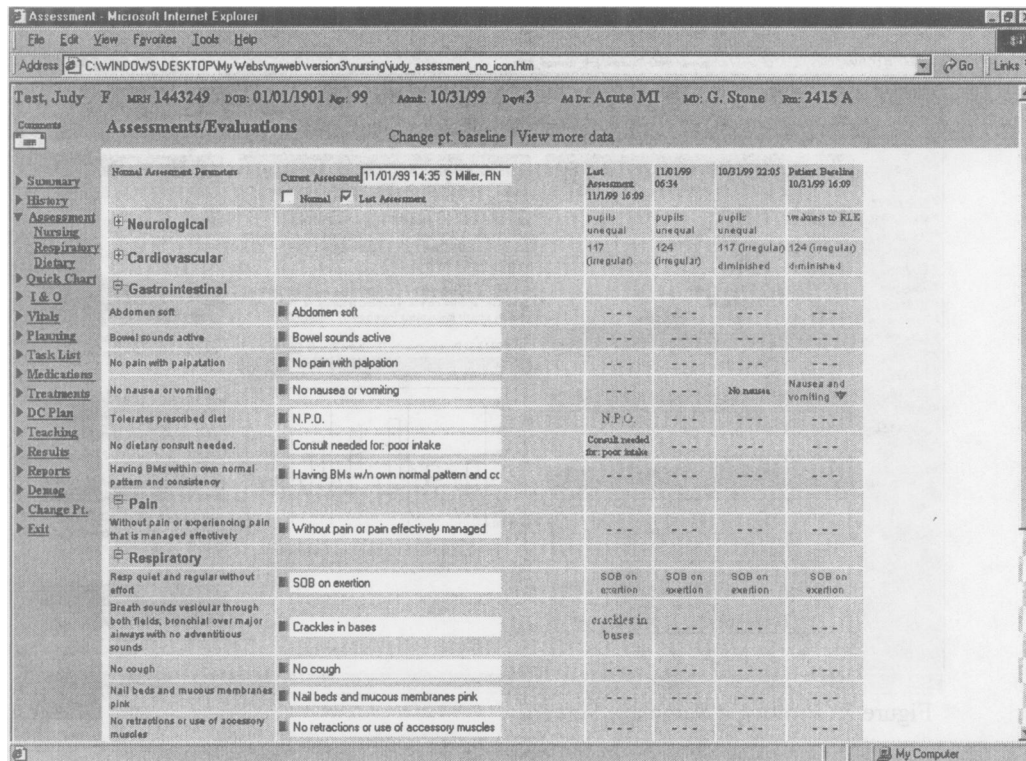 Assessment - Microsoft Internet Explorer
File Edit View Favorites Tools Help
Address C:\WINDOWS\DESKTOP\My Webs\myweb\version3\nursing\judy_assessment_no_icon.htm Go Links
Test, Judy F MRH 1443249 DOB: 01/01/1901 Age: 99 Admit: 10/31/99 Day# 3 Ad Dx: Acute MI MD: G. Stone Rm: 2415 A
Comments
Assessments/Evaluations
Change pt. baseline | View more data
Summary
History
Assessment
Nursing
Respiratory
Dietary
Quick Chart
I & O
Vitals
Planning
Task List
Medications
Treatments
DC Plan
Teaching
Results
Reports
Demog
Change Pt.
Exit
Normal Assessment Parameters
Current Assessment 11/01/99 14:35 S Miller, RN
Normal Last Assessment
Last Assessment 11/1/99 16:09
11/01/99 06:34
10/31/99 22:05
Patient Baseline 10/31/99 16:09
Neurological pupils unequal pupils unequal pupils unequal weakness to RLE
Cardiovascular 117 (irregular) 124 (irregular) 117 (irregular) diminished 124 (irregular) diminished
Gastrointestinal
Abdomen soft Abdomen soft - - - - - - - - - - - -
Bowel sounds active Bowel sounds active - - - - - - - - - - - -
No pain with palpatation No pain with palpation - - - - - - - - - - - -
No nausea or vomiting No nausea or vomiting - - - - - - No nausea Nausea and vomiting
Tolerates prescribed diet N.P.O. N.P.O. - - - - - - - - -
No dietary consult needed. Consult needed for: poor intake Consult needed for: poor intake - - - - - - - - -
Having BMs within own normal pattern and consistency Having BMs w/n own normal pattern and cc - - - - - - - - - - - -
Pain
Without pain or experiencing pain that is managed effectively Without pain or pain effectively managed - - - - - - - - - - - -
Respiratory
Resp quiet and regular without effort SOB on exertion SOB on exertion SOB on exertion SOB on exertion SOB on exertion
Breath sounds vesicular through both fields, bronchial over major airways with no adventitious sounds Crackles in bases crackles in bases - - - - - - - - -
No cough No cough - - - - - - - - - - - -
Nail beds and mucous membranes pink Nail beds and mucous membranes pink - - - - - - - - - - - -
No retractions or use of accessory muscles No retractions or use of accessory muscles - - - - - - - - - - - -
My Computer